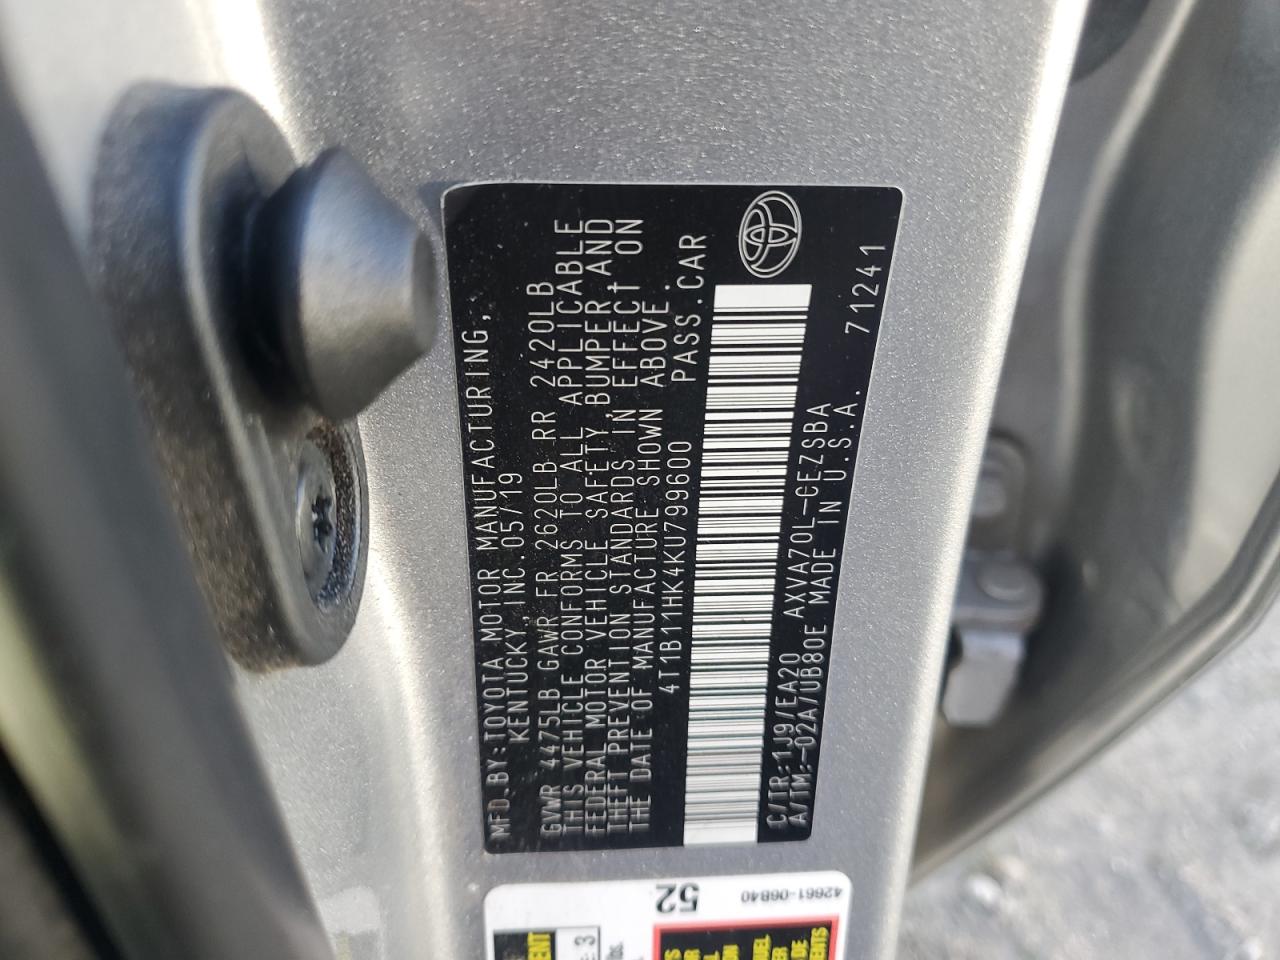 MFD.BY:TOYOTA MOTOR MANUFACTURING,
KENTUCKY, INC.05/19
GVWR 4475LB GAWR FR 2620LB RR 2420LB
THIS VEHICLE CONFORMS TO ALL APPLICABLE
FEDERAL MOTOR VEHICLE SAFETY,BUMPER,AND
THEFT PREVENTION STANDARDS IN EFFECT ON
THE DATE OF MANUFACTURE SHOWN ABOVE.
4T1B11HK4KU799600 PASS.CAR
C/TR:-1J9/EA20 AXVA70L-CEZSBA
A/TM:-02A/UB80E MADE IN U.S.A. 71241
52
42661-06B40